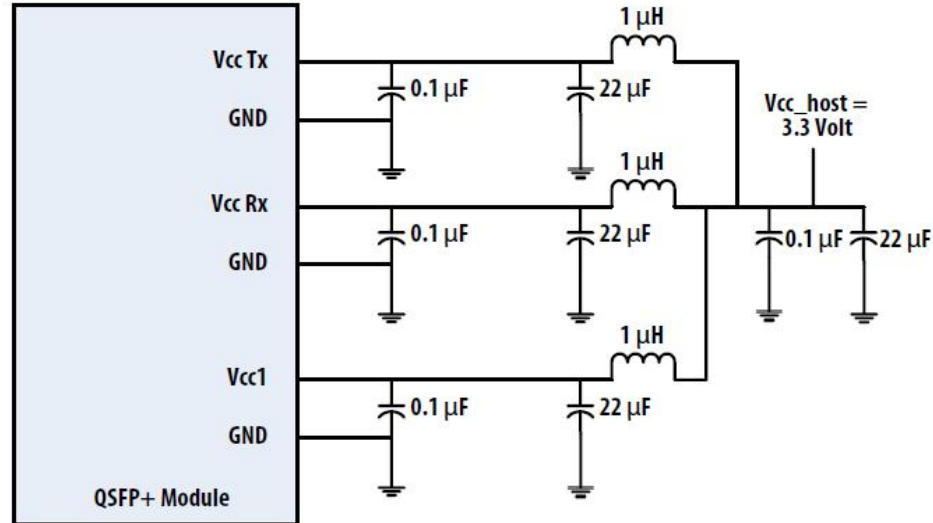 1 μH
Vcc Tx
0.1 μF
22 μF
GND
Vcc_host =
3.3 Volt
1 μH
Vcc Rx
0.1 μF
22 μF
0.1 μF
22 μF
GND
1 μH
Vcc1
0.1 μF
22 μF
GND
QSFP+ Module